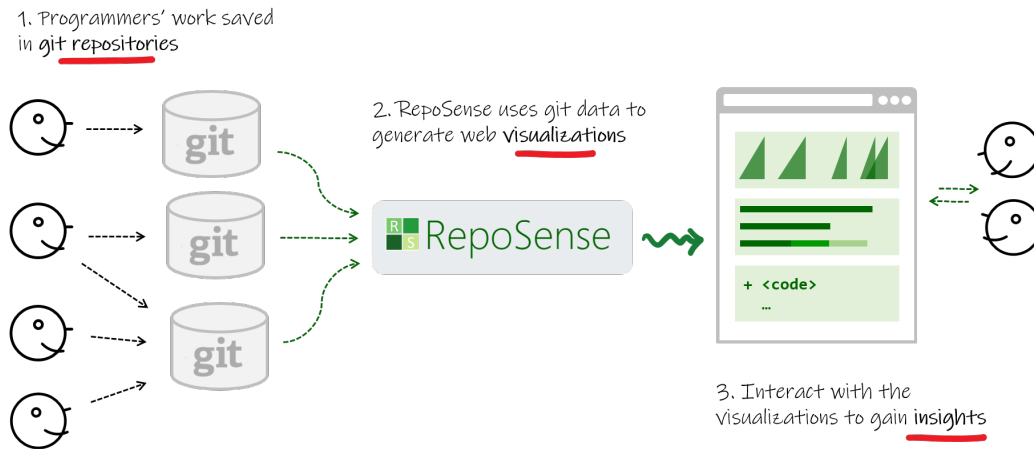 1. Programmers' work saved
in git repositories
git
2. RepoSense uses git data to
generate web visualizations
git
R
S
RepoSense
git
+ <code>
...
3. Interact with the
visualizations to gain insights